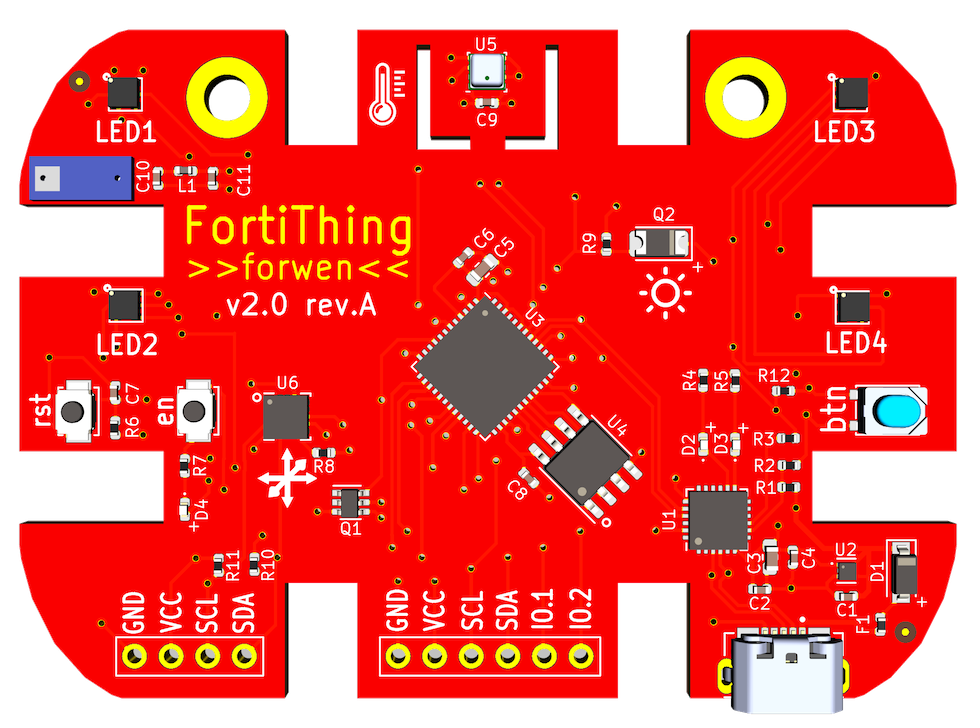 U5
C9
LED1
LED3
C10
L1
C11
FortiThing
>>forwen<<
v2.0 rev.A
Q2
R9
+
C6
C5
U3
LED2
LED4
rst
C7
R6
en
U6
R4
R5
R12
btn
R7
R8
U4
D2
+
D3
+
R3
R2
R1
C8
D4
+
Q1
U1
R11
R10
C3
C4
U2
D1
+
C2
C1
F1
GND
VCC
SCL
SDA
GND
VCC
SCL
SDA
IO.1
IO.2